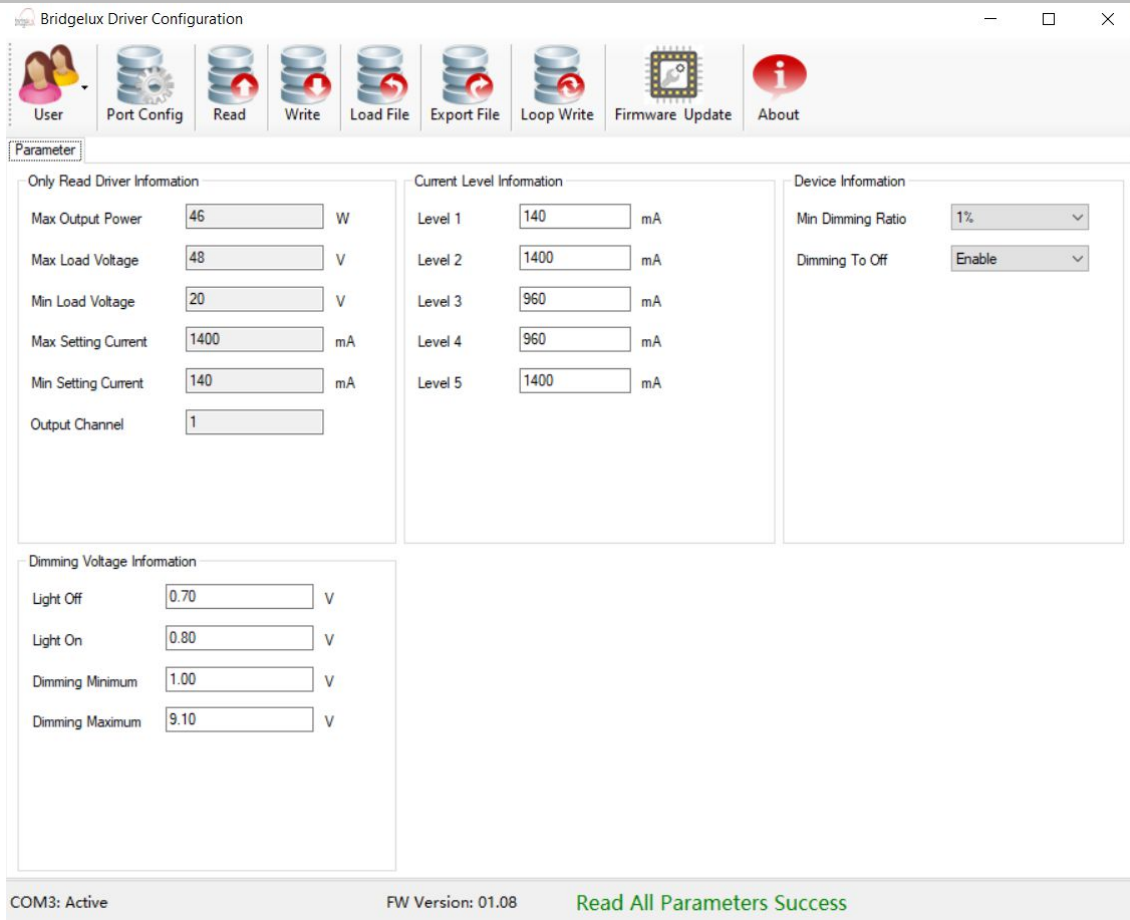 Bridgelux Driver Configuration
User
Port Config
Read
Write
Load File
Export File
Loop Write
Firmware Update
About
Parameter
Only Read Driver Information
Max Output Power 46 W
Max Load Voltage 48 V
Min Load Voltage 20 V
Max Setting Current 1400 mA
Min Setting Current 140 mA
Output Channel 1
Current Level Information
Level 1 140 mA
Level 2 1400 mA
Level 3 960 mA
Level 4 960 mA
Level 5 1400 mA
Device Information
Min Dimming Ratio 1%
Dimming To Off Enable
Dimming Voltage Information
Light Off 0.70 V
Light On 0.80 V
Dimming Minimum 1.00 V
Dimming Maximum 9.10 V
COM3: Active
FW Version: 01.08
Read All Parameters Success